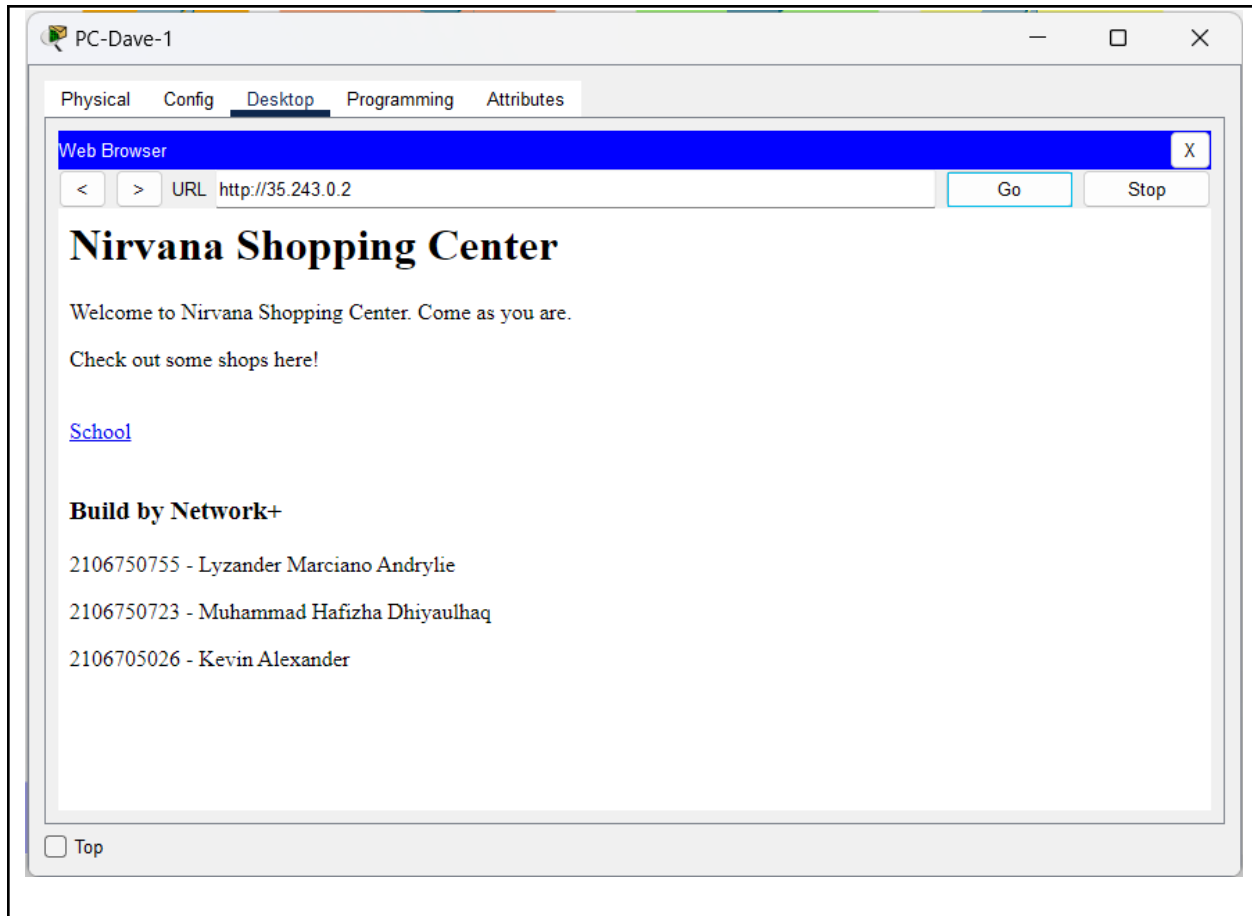 PC-Dave-1
Physical Config Desktop Programming Attributes
Web Browser X
< > URL http://35.243.0.2 Go Stop
Nirvana Shopping Center
Welcome to Nirvana Shopping Center. Come as you are.
Check out some shops here!
School
Build by Network+
2106750755 - Lyzander Marciano Andrylie
2106750723 - Muhammad Hafizha Dhiyaulhaq
2106705026 - Kevin Alexander
Top